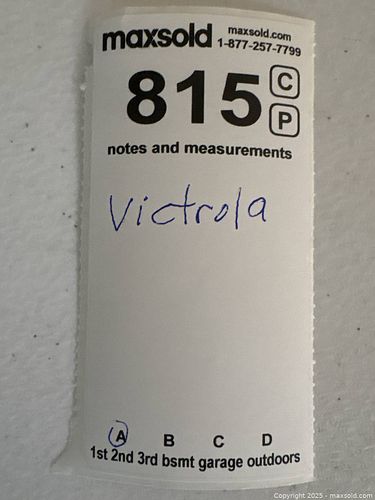 maxsold maxsold.com
1-877-257-7799
815 C
P
notes and measurements
Victrola
A B C D
1st 2nd 3rd bsmt garage outdoors
Copyright 2025 - maxsold.com